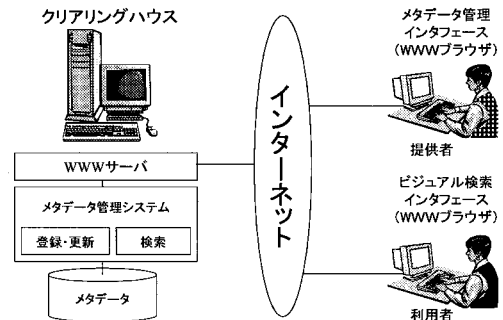 クリアリングハウス
WWWサーバ
メタデータ管理システム
登録・更新
検索
メタデータ
インターネット
メタデータ管理
インタフェース
(WWWブラウザ)
提供者
ビジュアル検索
インタフェース
(WWWブラウザ)
利用者